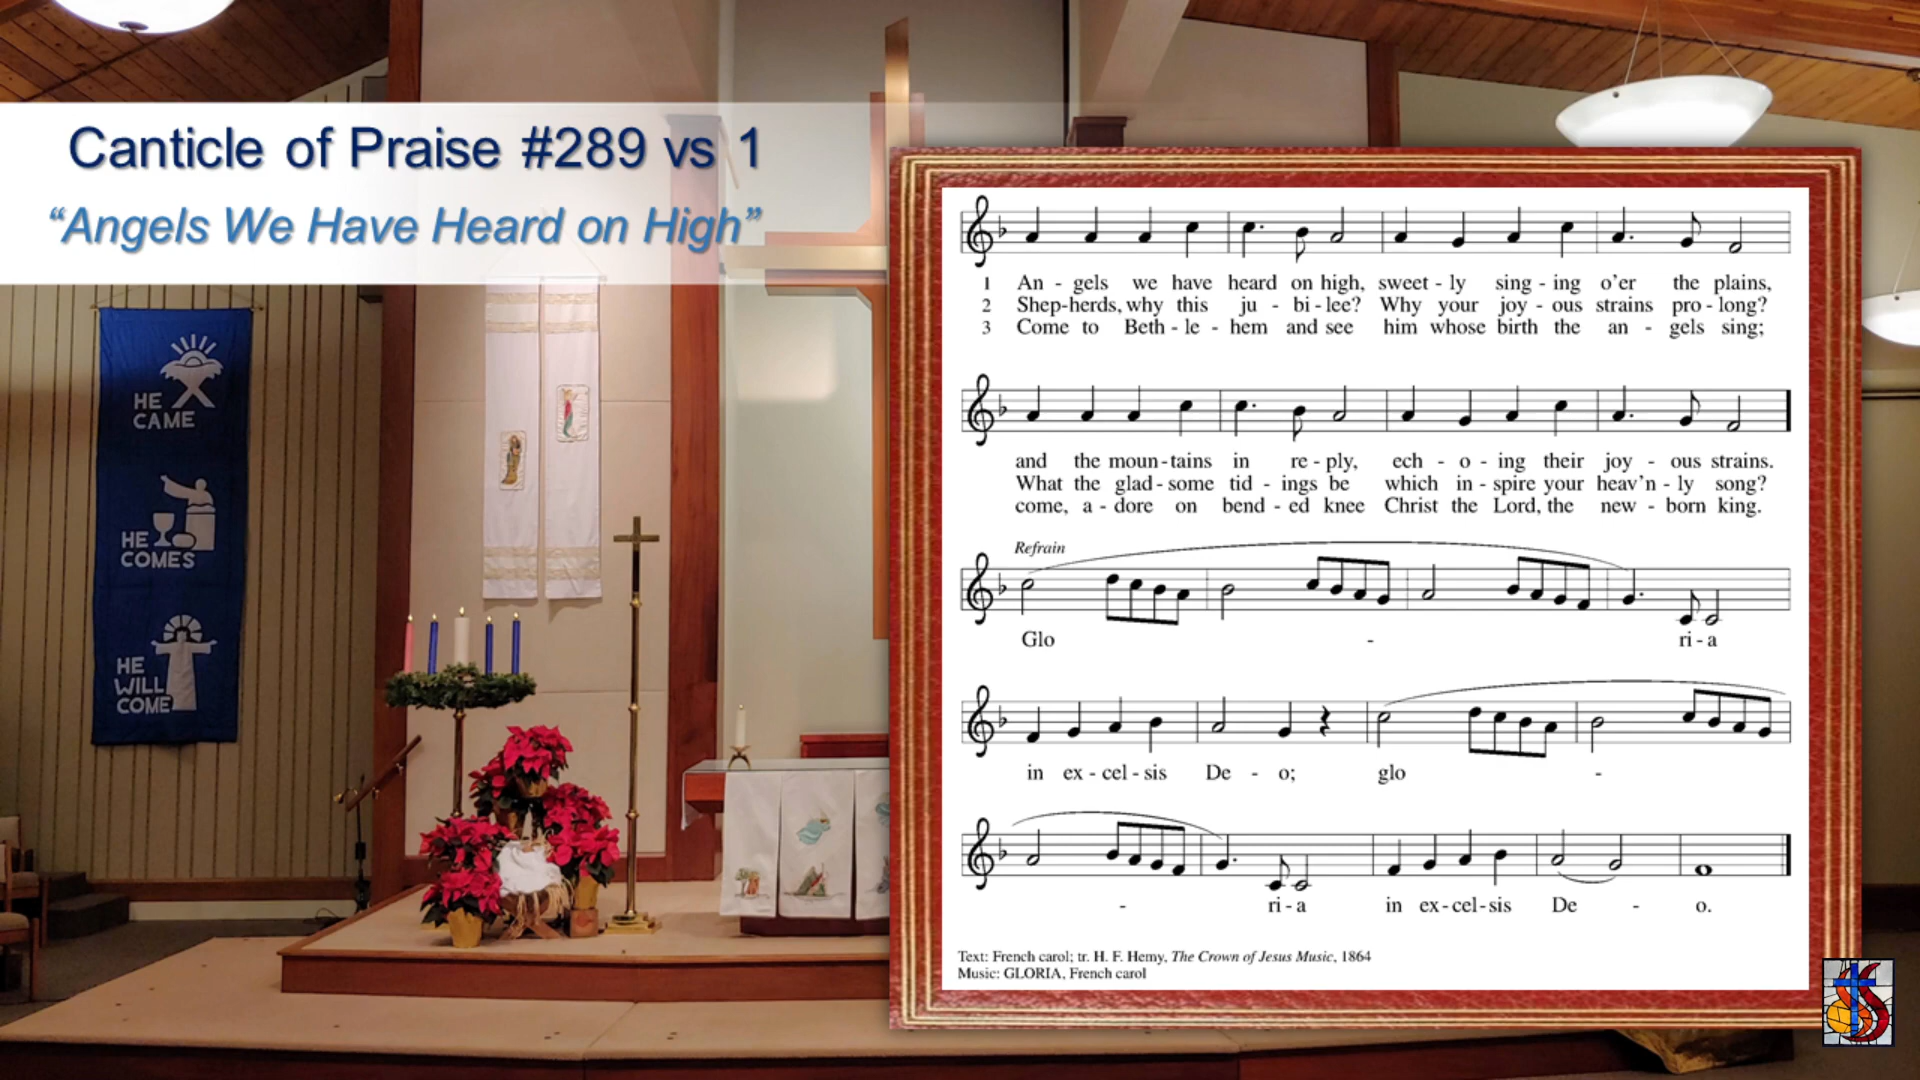 Canticle of Praise #289 vs 1
“Angels We Have Heard on High”
HE
CAME
HE
COMES
HE
WILL
COME
1 An - gels we have heard on high, sweet - ly sing - ing o’er the plains,
2 Shep-herds, why this ju - bi - lee? Why your joy - ous strains pro - long?
3 Come to Beth - le - hem and see him whose birth the an - gels sing;
and the moun - tains in re - ply, ech - o - ing their joy - ous strains.
What the glad - some tid - ings be which in - spire your heav’n - ly song?
come, a - dore on bend - ed knee Christ the Lord, the new - born king.
Refrain
Glo - ri - a
in ex - cel - sis De - o; glo -
- ri - a in ex - cel - sis De - o.
Text: French carol; tr. H. F. Hemy, The Crown of Jesus Music, 1864
Music: GLORIA, French carol